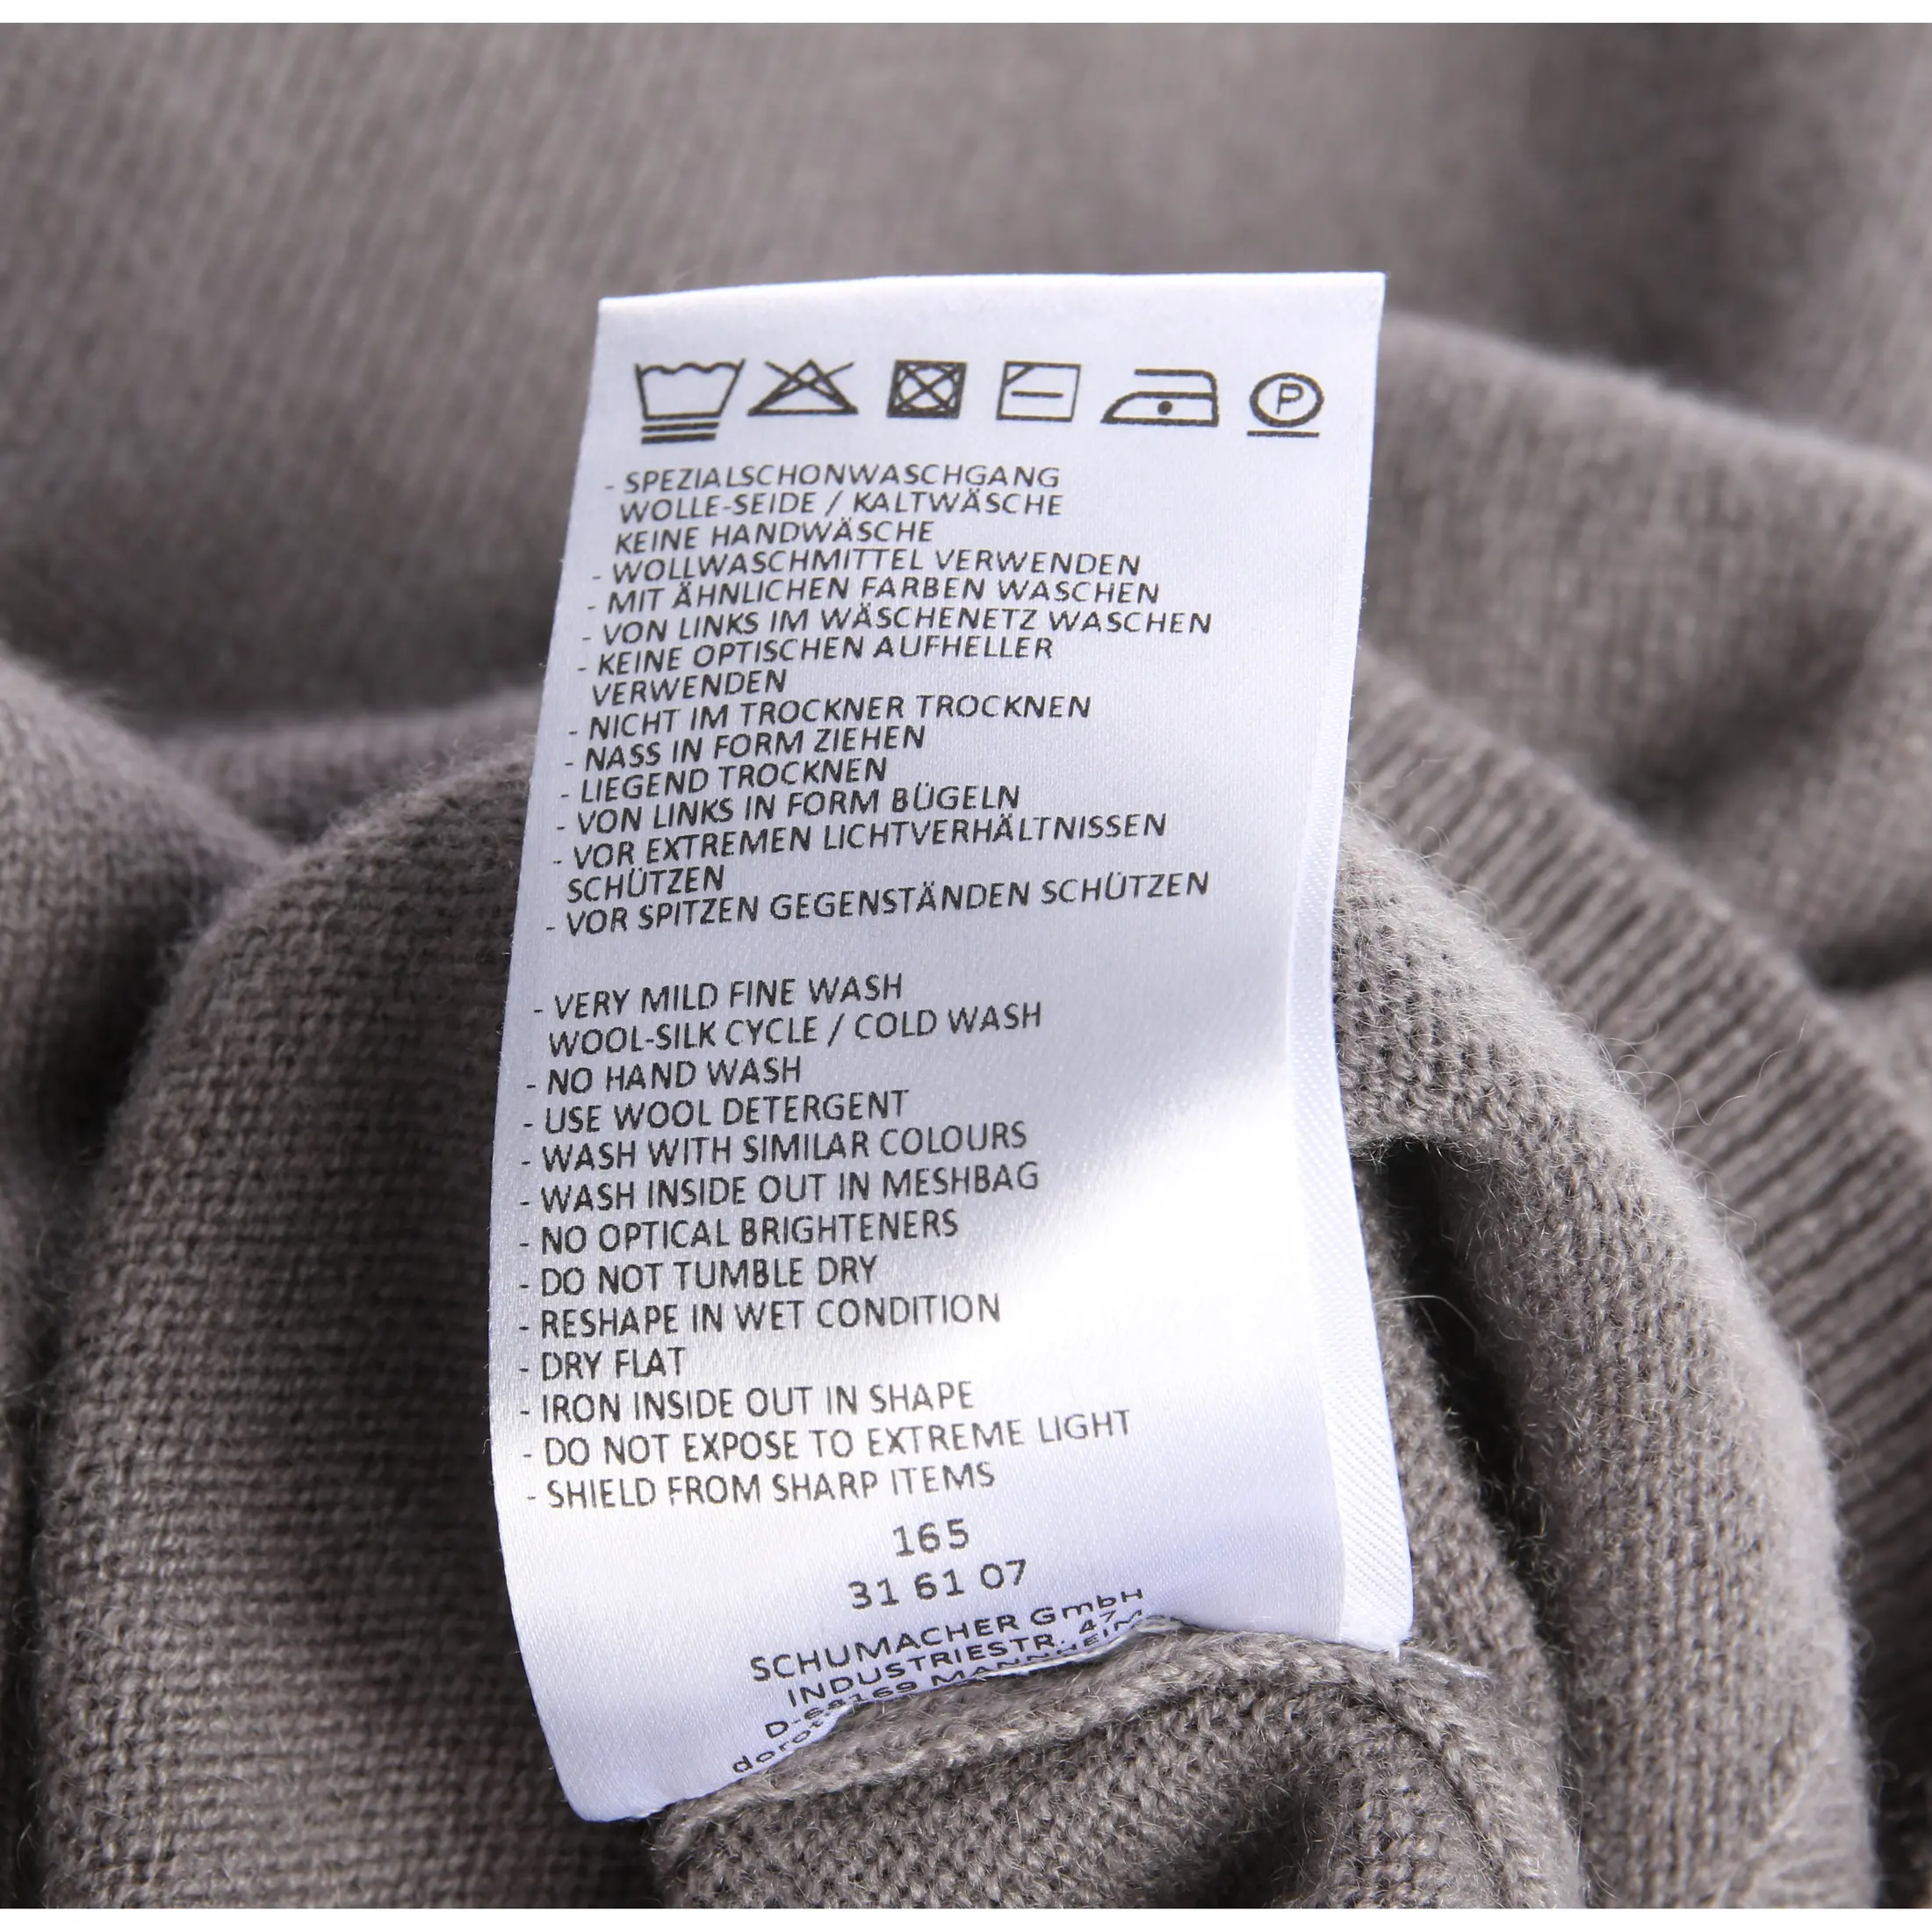 P
- SPEZIALSCHONWASCHGANG
WOLLE-SEIDE / KALTWÄSCHE
KEINE HANDWÄSCHE
- WOLLWASCHMITTEL VERWENDEN
- MIT ÄHNLICHEN FARBEN WASCHEN
- VON LINKS IM WÄSCHENETZ WASCHEN
- KEINE OPTISCHEN AUFHELLER
VERWENDEN
- NICHT IM TROCKNER TROCKNEN
- NASS IN FORM ZIEHEN
- LIEGEND TROCKNEN
- VON LINKS IN FORM BÜGELN
- VOR EXTREMEN LICHTVERHÄLTNISSEN
SCHÜTZEN
- VOR SPITZEN GEGENSTÄNDEN SCHÜTZEN
- VERY MILD FINE WASH
WOOL-SILK CYCLE / COLD WASH
- NO HAND WASH
- USE WOOL DETERGENT
- WASH WITH SIMILAR COLOURS
- WASH INSIDE OUT IN MESHBAG
- NO OPTICAL BRIGHTENERS
- DO NOT TUMBLE DRY
- RESHAPE IN WET CONDITION
- DRY FLAT
- IRON INSIDE OUT IN SHAPE
- DO NOT EXPOSE TO EXTREME LIGHT
- SHIELD FROM SHARP ITEMS
165
31 61 07
SCHUMACHER GmbH
INDUSTRIESTR. 47
D-68169 MANNHEIM